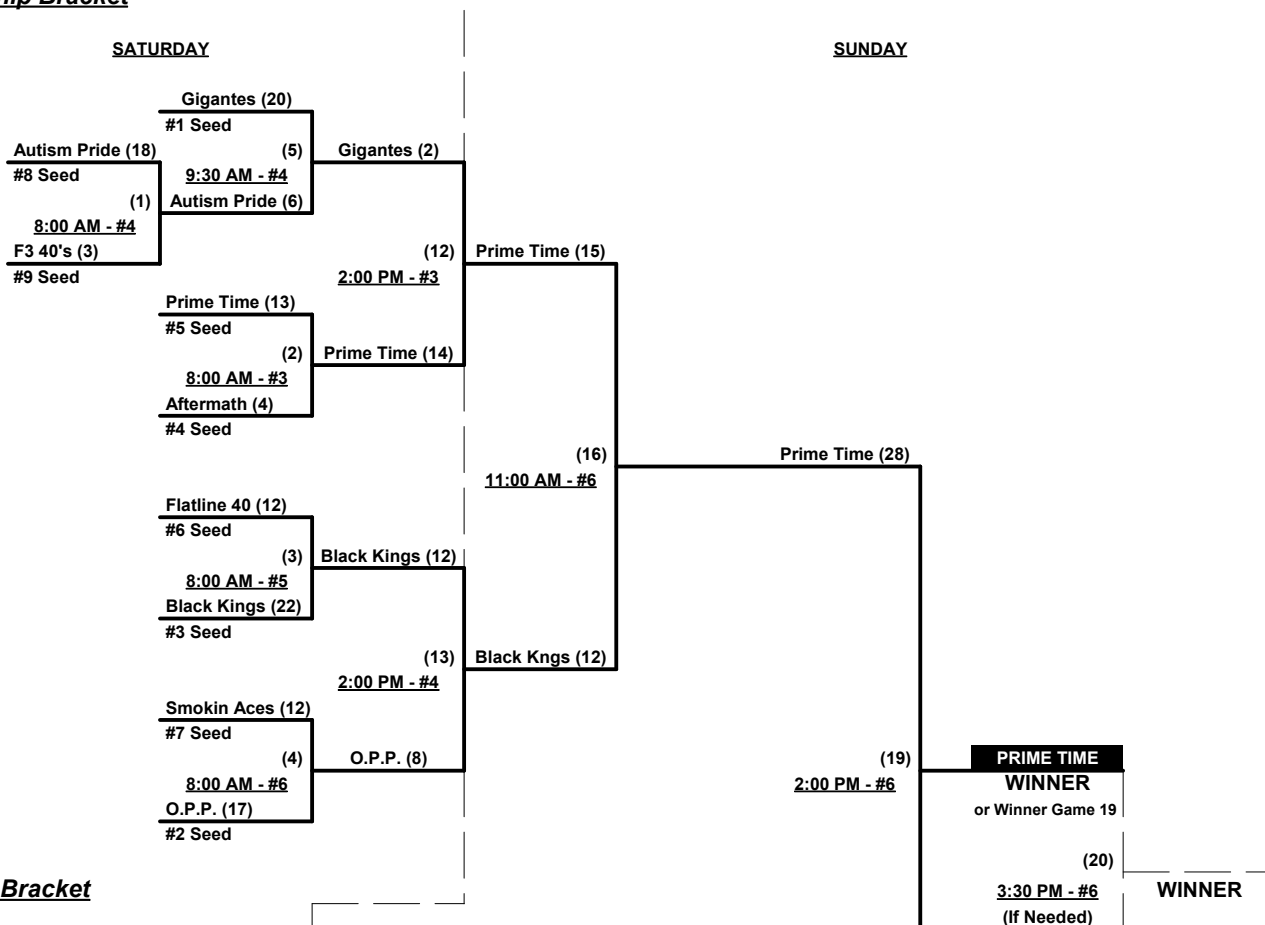 Bracket
SATURDAY
SUNDAY
Gigantes (20)
#1 Seed
Autism Pride (18)
(5)
Gigantes (2)
#8 Seed
9:30 AM - #4
(1)
Autism Pride (6)
8:00 AM - #4
F3 40's (3)
(12)
Prime Time (15)
#9 Seed
2:00 PM - #3
Prime Time (13)
#5 Seed
(2)
Prime Time (14)
8:00 AM - #3
Aftermath (4)
#4 Seed
(16)
Prime Time (28)
11:00 AM - #6
Flatline 40 (12)
#6 Seed
(3)
Black Kings (12)
8:00 AM - #5
Black Kings (22)
#3 Seed
(13)
Black Kngs (12)
2:00 PM - #4
Smokin Aces (12)
#7 Seed
(4)
O.P.P. (8)
(19)
PRIME TIME
8:00 AM - #6
2:00 PM - #6
WINNER
O.P.P. (17)
or Winner Game 19
#2 Seed
(20)
Bracket
3:30 PM - #6
WINNER
(If Needed)